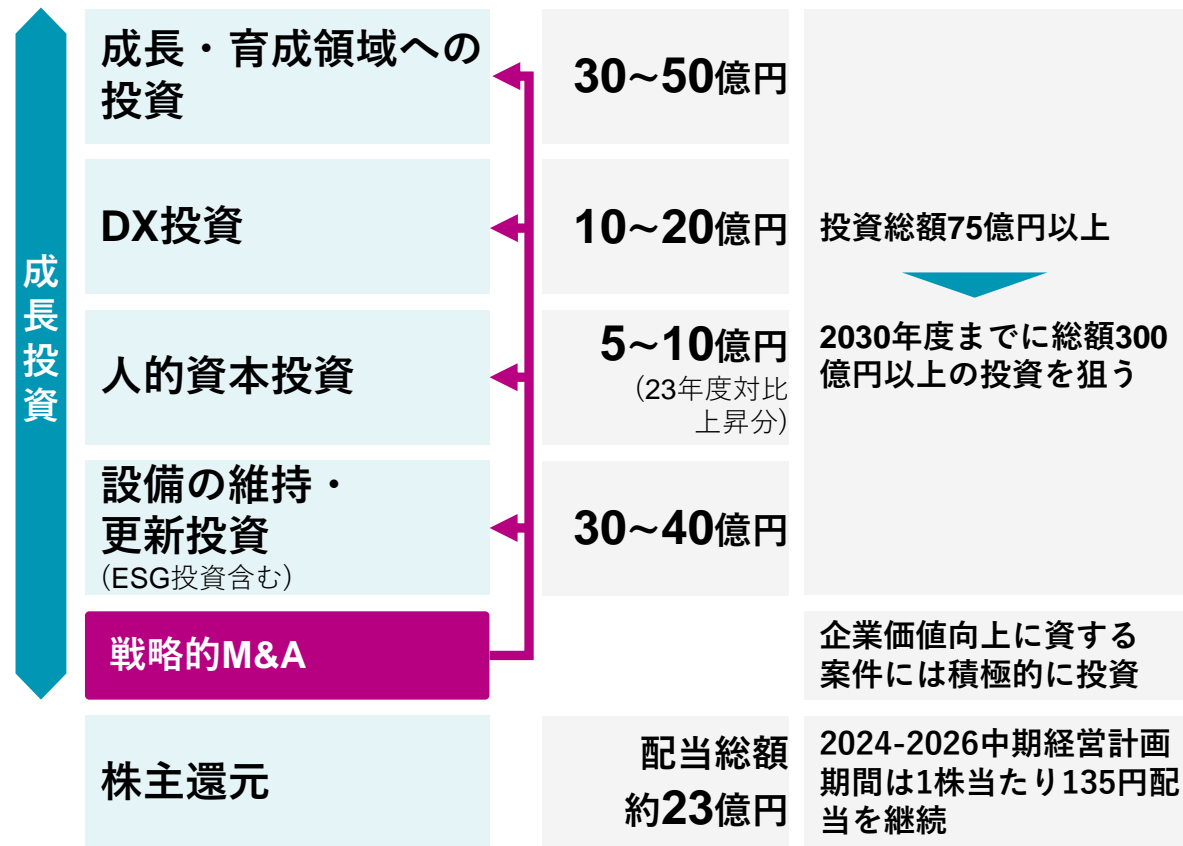 成長投資
成長・育成領域への
投資
30～50億円
DX投資
10～20億円
人的資本投資
5～10億円
（23年度対比
上昇分）
設備の維持・
更新投資
（ESG投資含む）
30～40億円
投資総額75億円以上
2030年度までに総額300
億円以上の投資を狙う
戦略的M&A
企業価値向上に資する
案件には積極的に投資
株主還元
配当総額
約23億円
2024-2026中期経営計画
期間は1株当たり135円配
当を継続